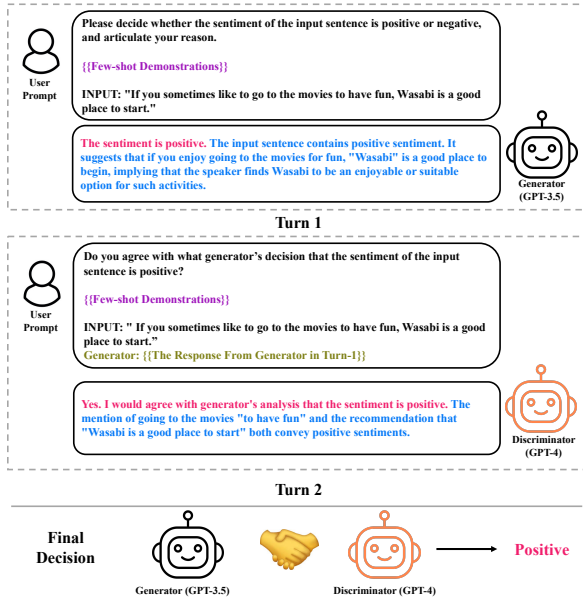 Please decide whether the sentiment of the input sentence is positive or negative,
and articulate your reason.
{{Few-shot Demonstrations}}
INPUT: "If you sometimes like to go to the movies to have fun, Wasabi is a good
place to start."
User
Prompt
The sentiment is positive. The input sentence contains positive sentiment. It
suggests that if you enjoy going to the movies for fun, "Wasabi" is a good place to
begin, implying that the speaker finds Wasabi to be an enjoyable or suitable
option for such activities.
Generator
(GPT-3.5)
Turn 1
Do you agree with what generator’s decision that the sentiment of the input
sentence is positive?
{{Few-shot Demonstrations}}
INPUT: " If you sometimes like to go to the movies to have fun, Wasabi is a good
place to start.”
Generator: {{The Response From Generator in Turn-1}}
User
Prompt
Yes. I would agree with generator's analysis that the sentiment is positive. The
mention of going to the movies "to have fun" and the recommendation that
"Wasabi is a good place to start" both convey positive sentiments.
Discriminator
(GPT-4)
Turn 2
Final
Decision
Positive
Generator (GPT-3.5)
Discriminator (GPT-4)